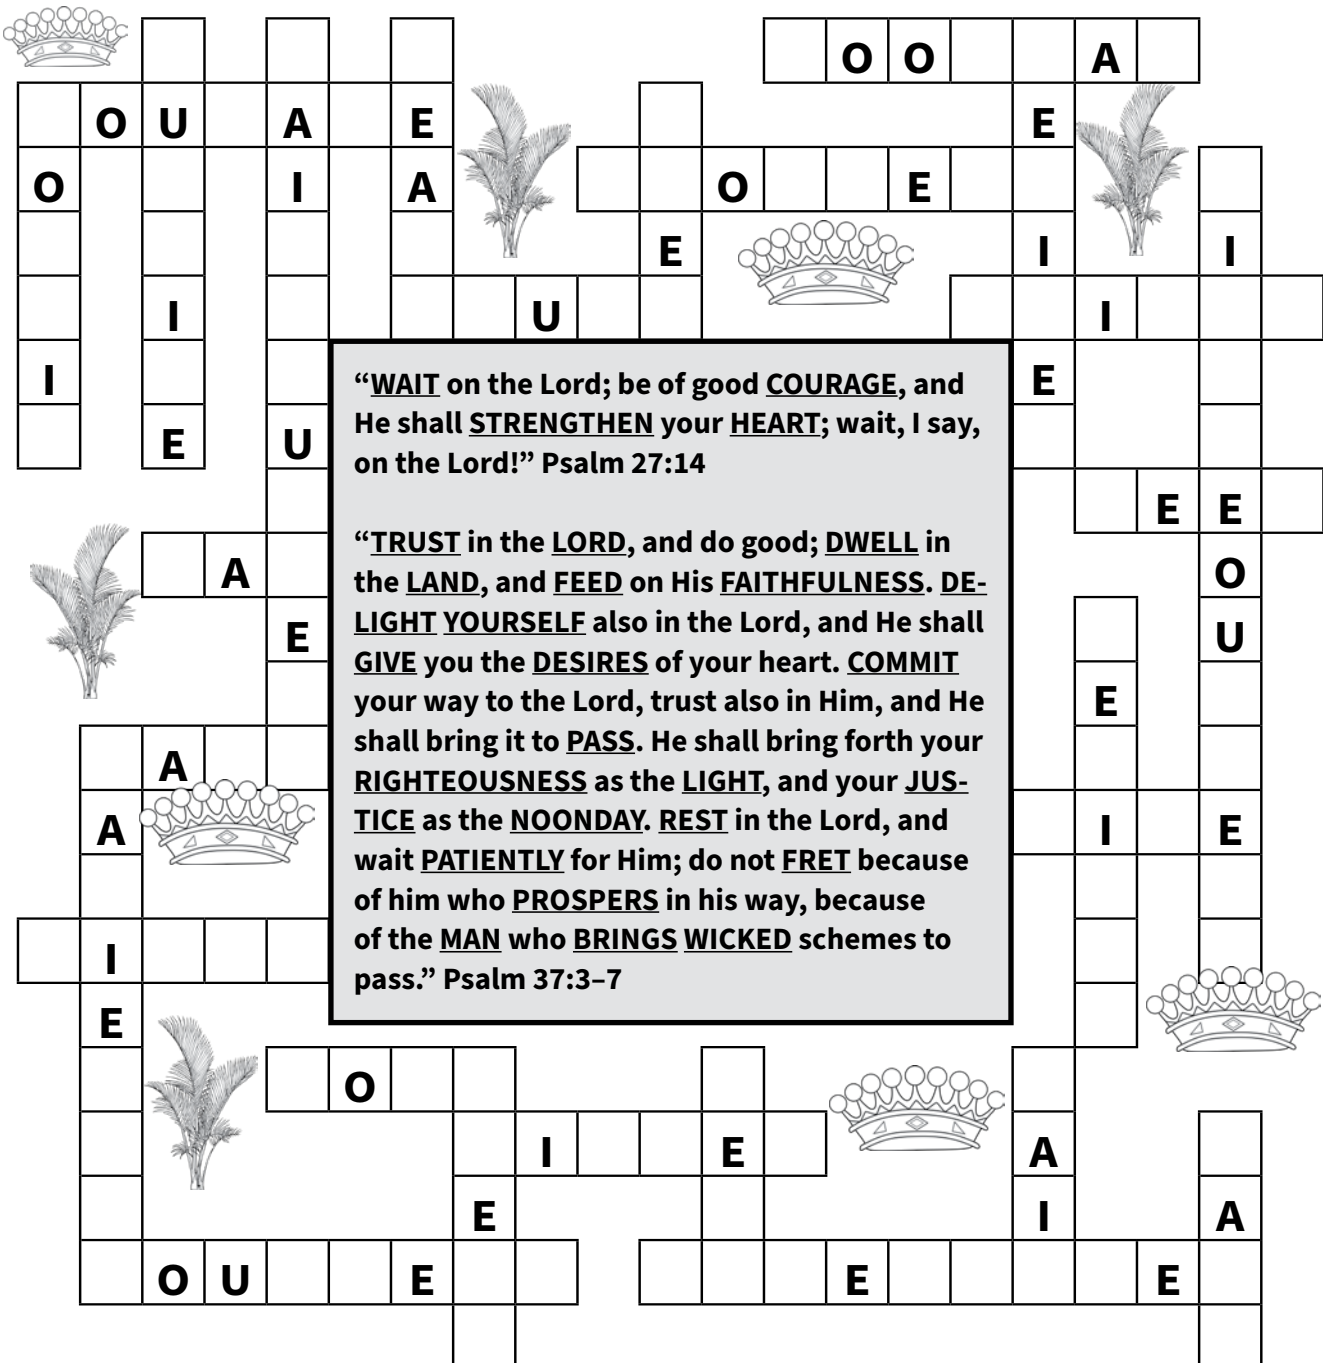 O O A
O U A E E
O I A O E
E I I
I U I
I
E U
A
E
A
A
I
E
“WAIT on the Lord; be of good COURAGE, and
He shall STRENGTHEN your HEART; wait, I say,
on the Lord!” Psalm 27:14
“TRUST in the LORD, and do good; DWELL in
the LAND, and FEED on His FAITHFULNESS. DE-
LIGHT YOURSELF also in the Lord, and He shall
GIVE you the DESIRES of your heart. COMMIT
your way to the Lord, trust also in Him, and He
shall bring it to PASS. He shall bring forth your
RIGHTEOUSNESS as the LIGHT, and your JUS-
TICE as the NOONDAY. REST in the Lord, and
wait PATIENTLY for Him; do not FRET because
of him who PROSPERS in his way, because
of the MAN who BRINGS WICKED schemes to
pass.” Psalm 37:3–7
E
E E
O
U
E
I E
O
I E A
E I A
O U E E E